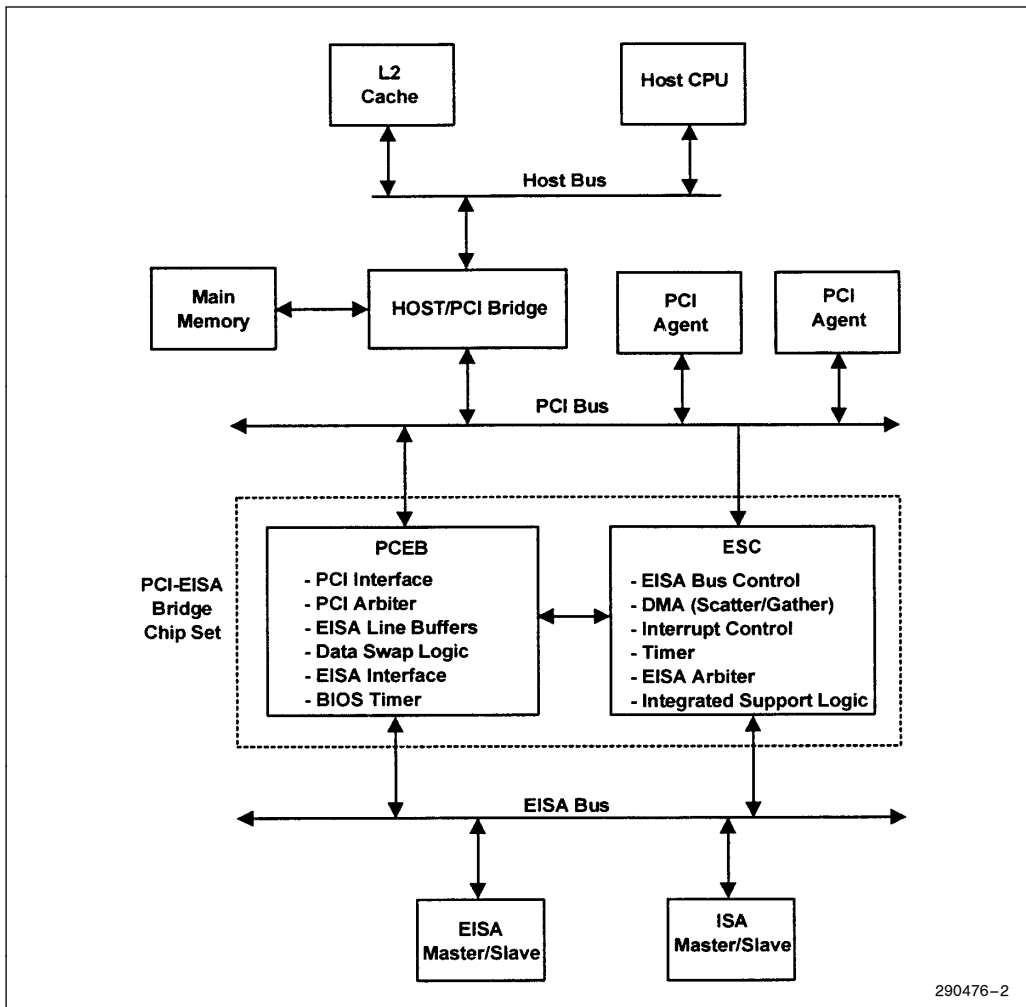 L2
Cache
Host CPU
Host Bus
Main
Memory
HOST/PCI Bridge
PCI
Agent
PCI
Agent
PCI Bus
PCI-EISA
Bridge
Chip Set
PCEB
- PCI Interface
- PCI Arbiter
- EISA Line Buffers
- Data Swap Logic
- EISA Interface
- BIOS Timer
ESC
- EISA Bus Control
- DMA (Scatter/Gather)
- Interrupt Control
- Timer
- EISA Arbiter
- Integrated Support Logic
EISA Bus
EISA
Master/Slave
ISA
Master/Slave
290476-2